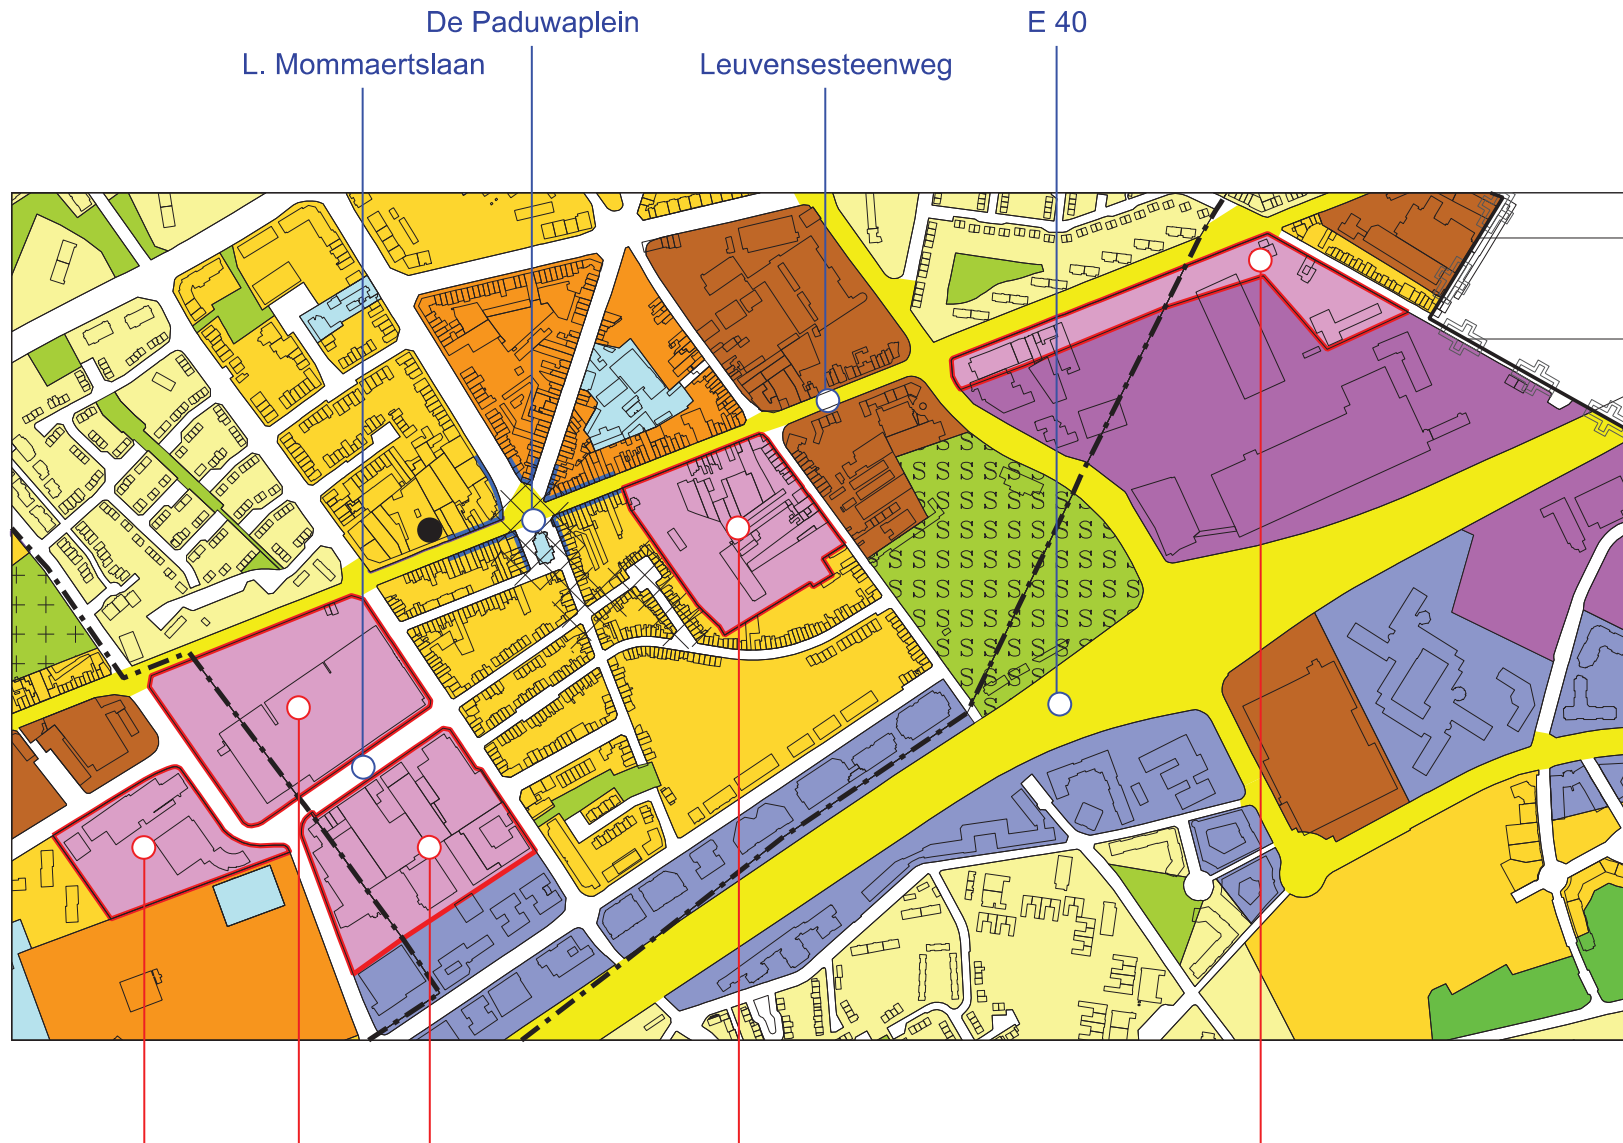 De Paduwaplein
E 40
L. Mommaertslaan
Leuvensesteenweg
S S S S
S S S S S S
S S S S S S
S S S S S S S
S S S S S S S S
S S S S S S S S
S S S S S S S
S S S S S S
S S S S
S S S
S